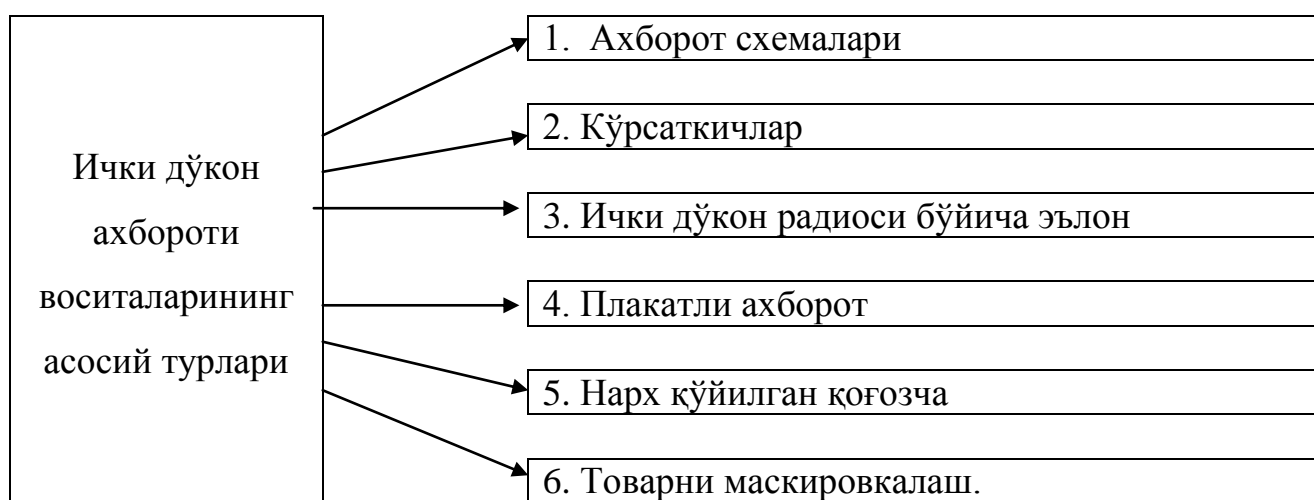 Ички дўкон
ахбороти
воситаларининг
асосий турлари
1. Ахборот схемалари
2. Кўрсаткичлар
3. Ички дўкон радиоси бўйича эълон
4. Плакатли ахборот
5. Нарх қўйилган қоғозча
6. Товарни маскировкалаш.